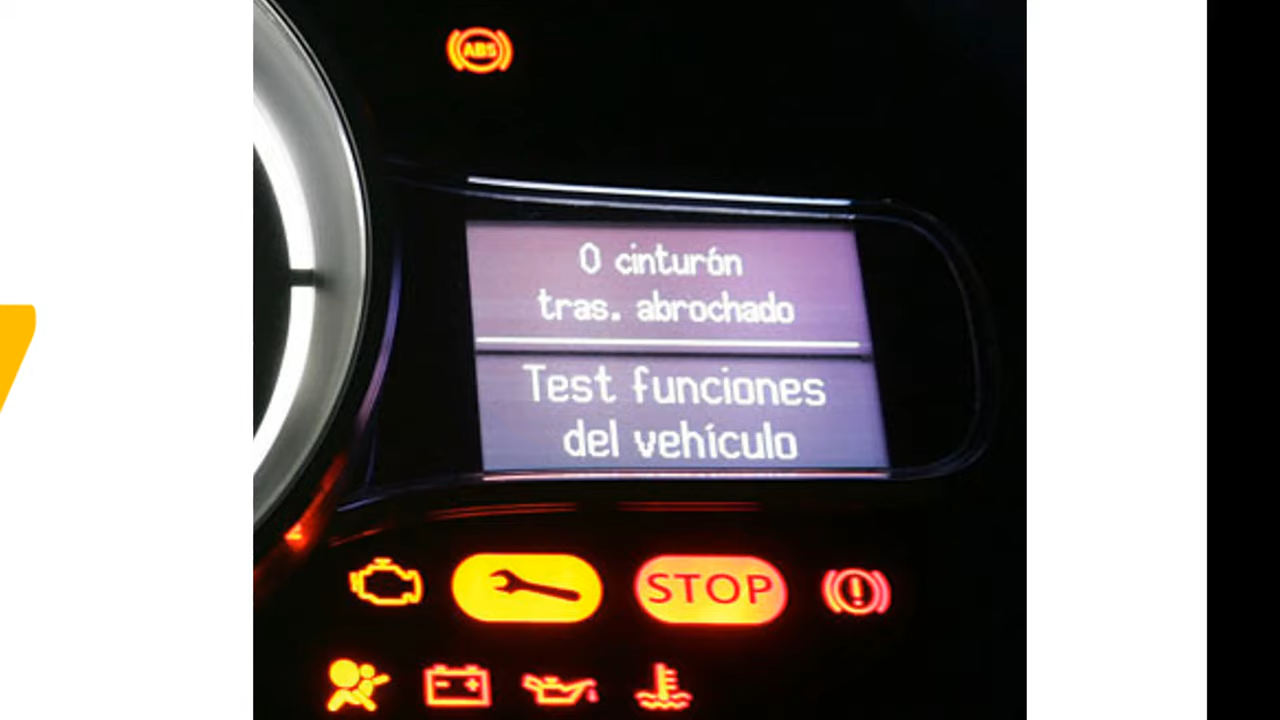 ABS
0 cinturón
tras. abrochado
Test funciones
del vehículo
STOP